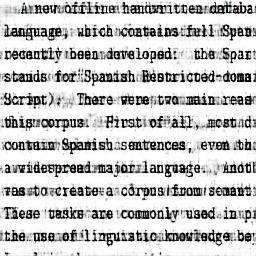 A new offline handwritten databa
language, which contains full Span
recently been developed: the Spar
stands for Spanish Restricted-doma
Script). There were two main reas
this corpus. First of all, most d
contain Spanish sentences, even th
a widespread major language. Anoth
was to create a corpus from semant
These tasks are commonly used in p
the use of linguistic knowledge be